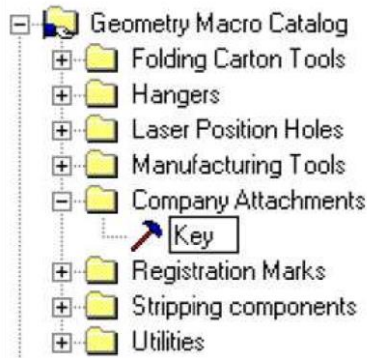 Geometry Macro Catalog
Folding Carton Tools
Hangers
Laser Position Holes
Manufacturing Tools
Company Attachments
Key
Registration Marks
Stripping components
Utilities